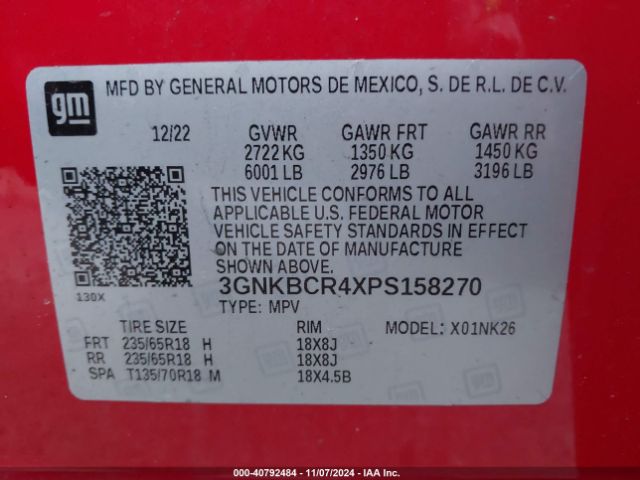 gm
MFD BY GENERAL MOTORS DE MEXICO, S. DE R.L. DE C.V.
12/22 GVWR GAWR FRT GAWR RR
2722 KG 1350 KG 1450 KG
6001 LB 2976 LB 3196 LB
THIS VEHICLE CONFORMS TO ALL
APPLICABLE U.S. FEDERAL MOTOR
VEHICLE SAFETY STANDARDS IN EFFECT
ON THE DATE OF MANUFACTURE
SHOWN ABOVE.
130X
3GNKBCR4XPS158270
TYPE: MPV
TIRE SIZE RIM MODEL: X01NK26
FRT 235/65R18 H 18X8J
RR 235/65R18 H 18X8J
SPA T135/70R18 M 18X4.5B
© - 40792484 - 11/07/2024 - IAA Inc.